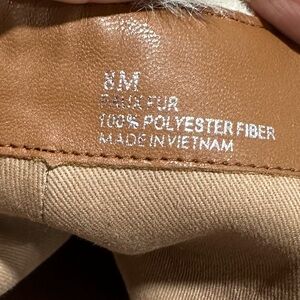 8M
FAUX FUR
100% POLYESTER FIBER
MADE IN VIETNAM